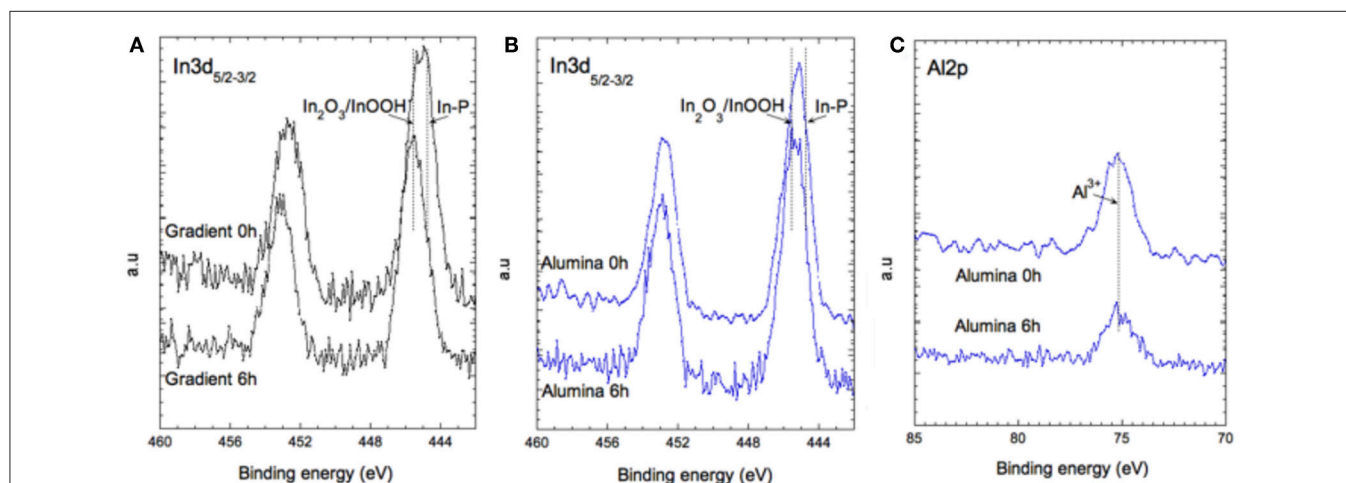 A
In3d5/2-3/2
In2O3/InOOH
In-P
Gradient 0h
Gradient 6h
a.u
460 456 452 448 444
Binding energy (eV)
B
In3d5/2-3/2
In2O3/InOOH
In-P
Alumina 0h
Alumina 6h
a.u
460 456 452 448 444
Binding energy (eV)
C
Al2p
Al3+
Alumina 0h
Alumina 6h
a.u
85 80 75 70
Binding energy (eV)